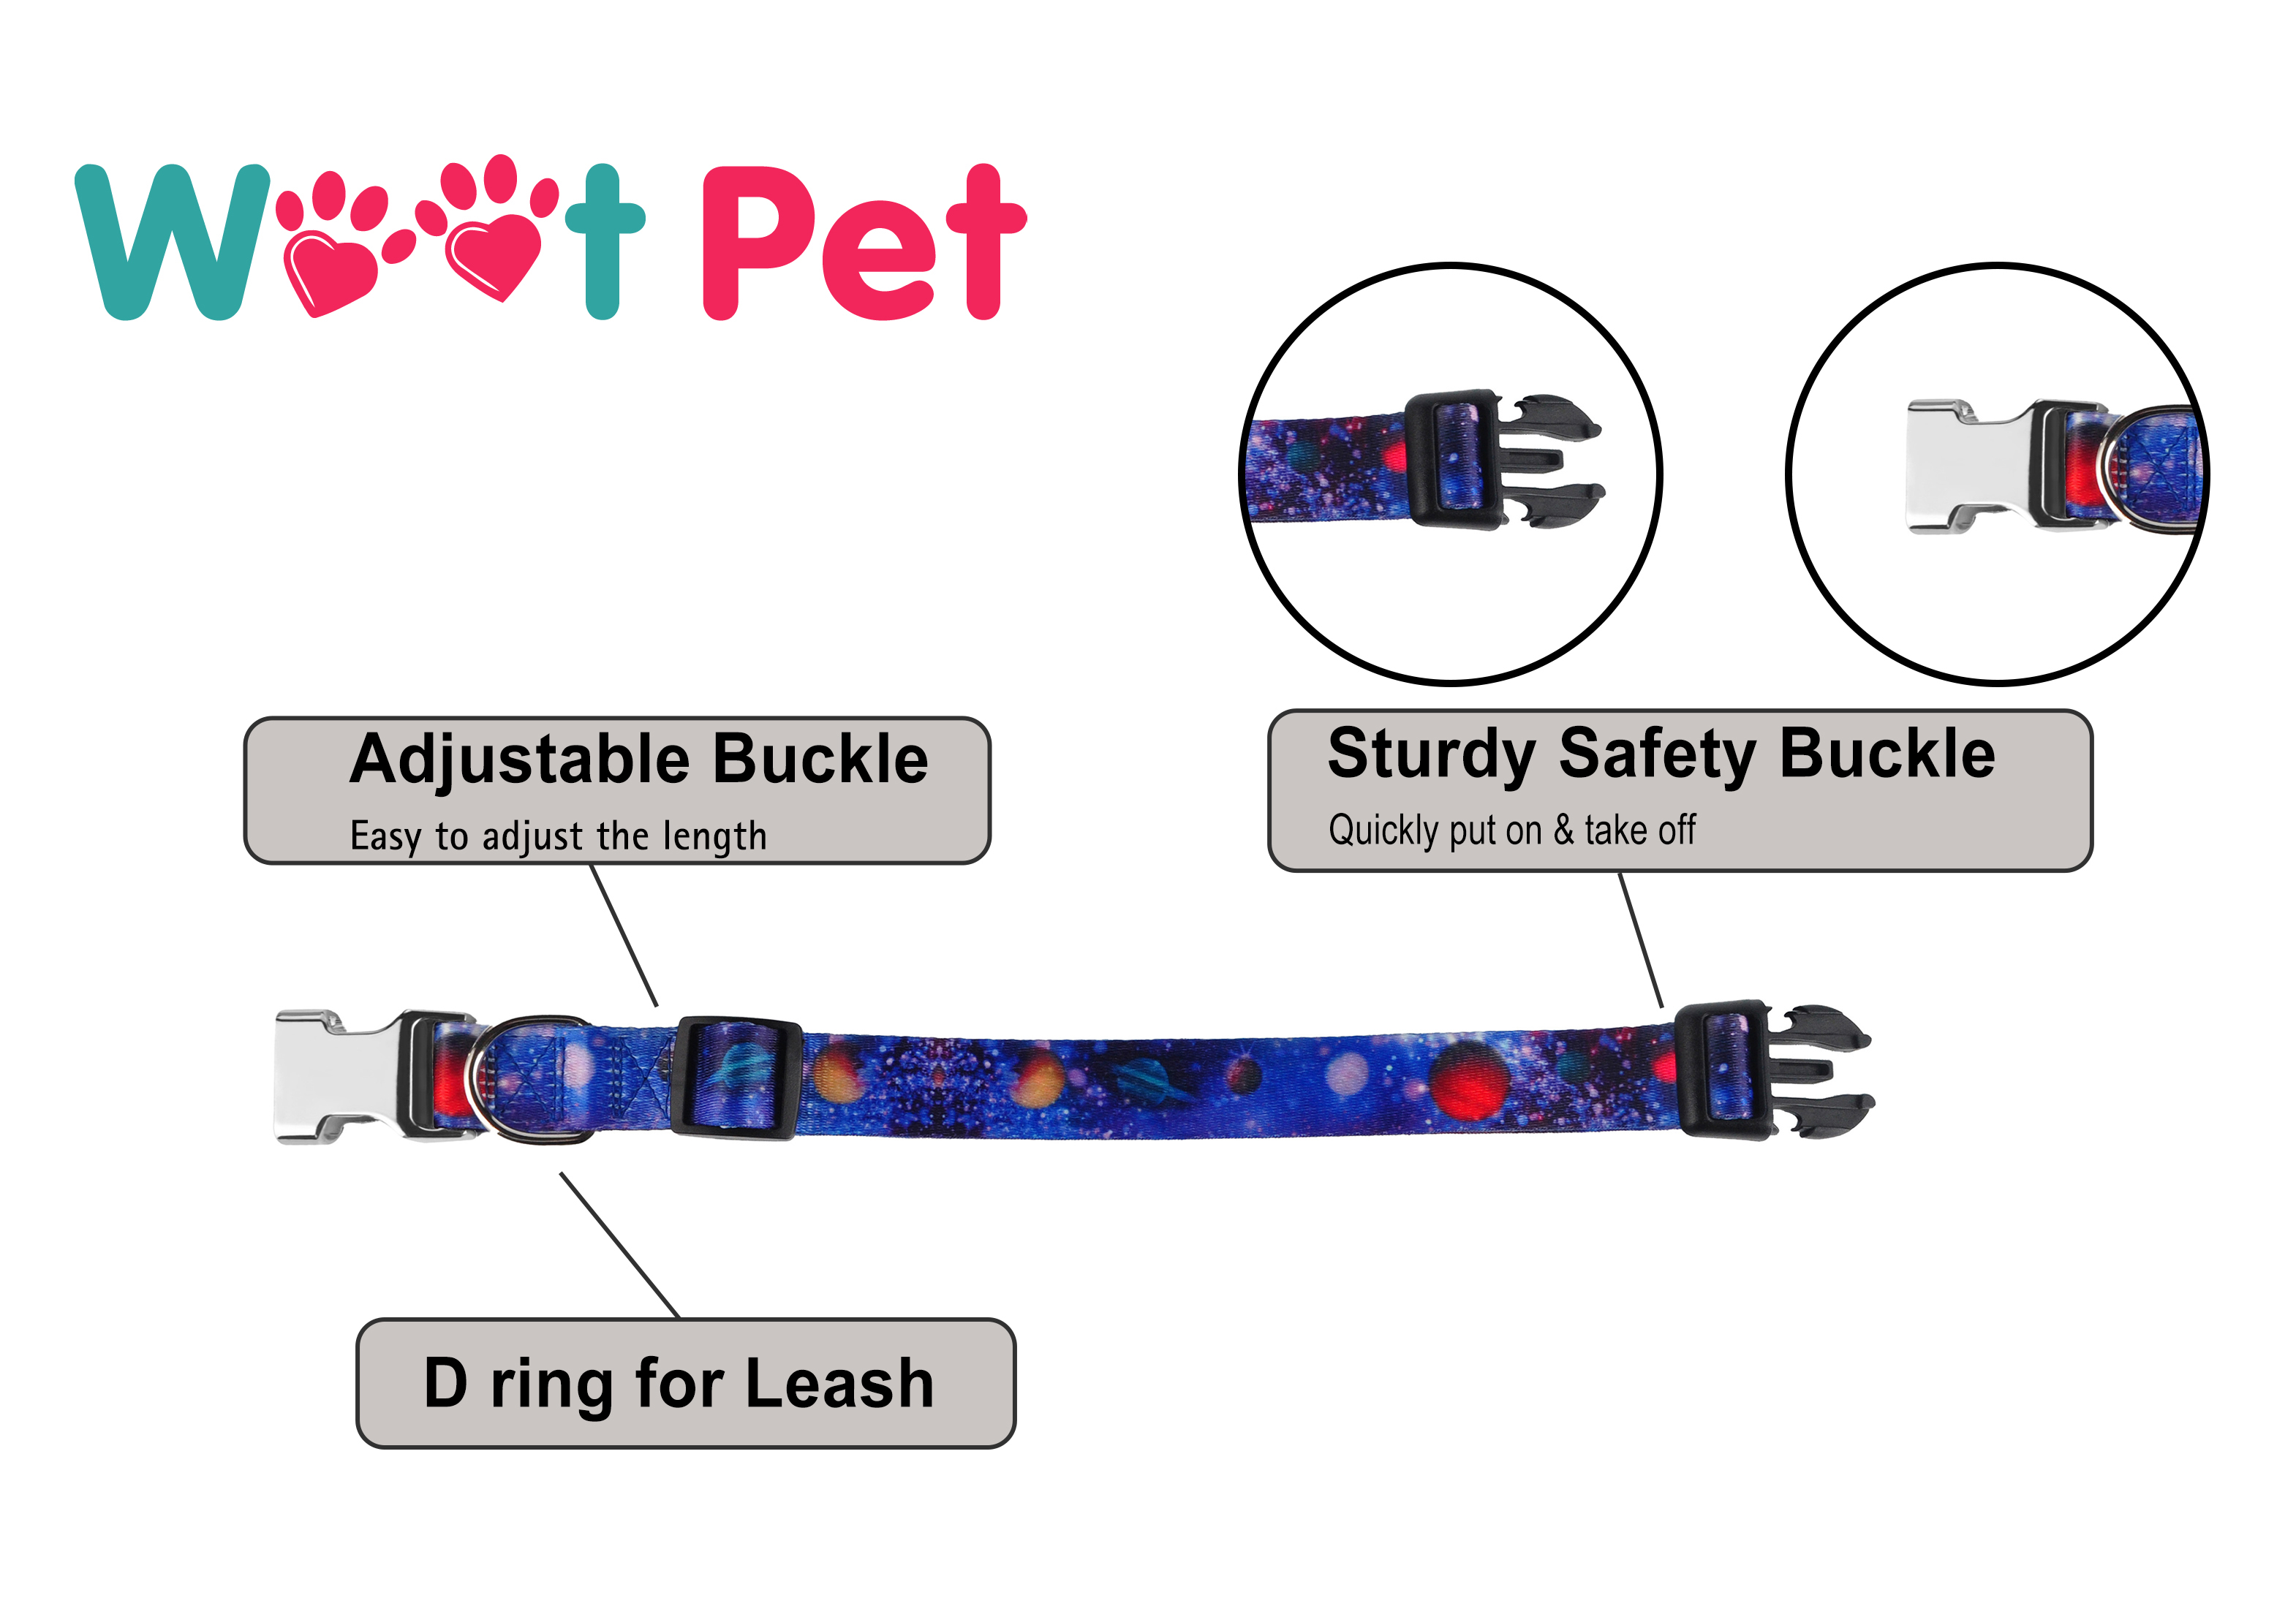 Woot Pet
Adjustable Buckle
Easy to adjust the length
Sturdy Safety Buckle
Quickly put on & take off
D ring for Leash